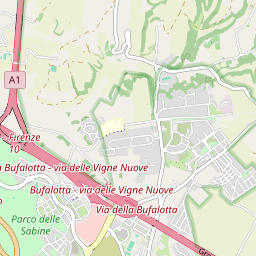 A1
- Firenze
10
a Bufalotta - via delle Vigne Nuove
Bufalotta - via delle Vigne Nuove
Via della Bufalotta
Parco delle
Sabine
Gra